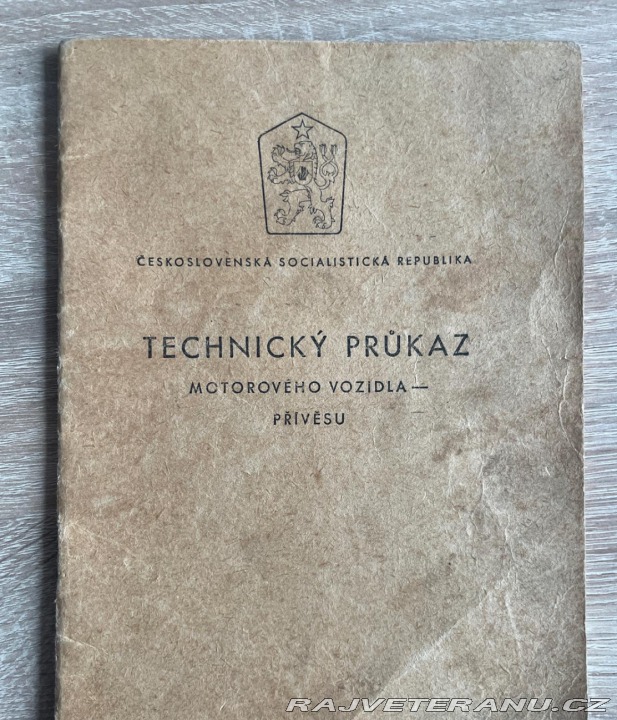 ČESKOSLOVENSKÁ SOCIALISTICKÁ REPUBLIKA
TECHNICKÝ PRŮKAZ
MOTOROVÉHO VOZIDLA —
PŘÍVĚSU
RAJVETERANU.CZ